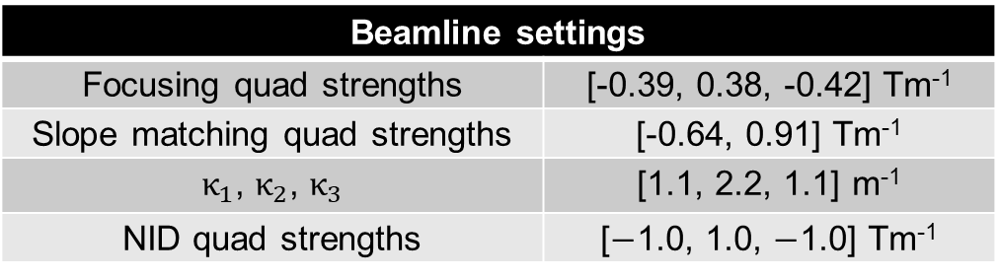 Beamline settings
Focusing quad strengths [-0.39, 0.38, -0.42] Tm⁻¹
Slope matching quad strengths [-0.64, 0.91] Tm⁻¹
κ₁, κ₂, κ₃ [1.1, 2.2, 1.1] m⁻¹
NID quad strengths [−1.0, 1.0, −1.0] Tm⁻¹